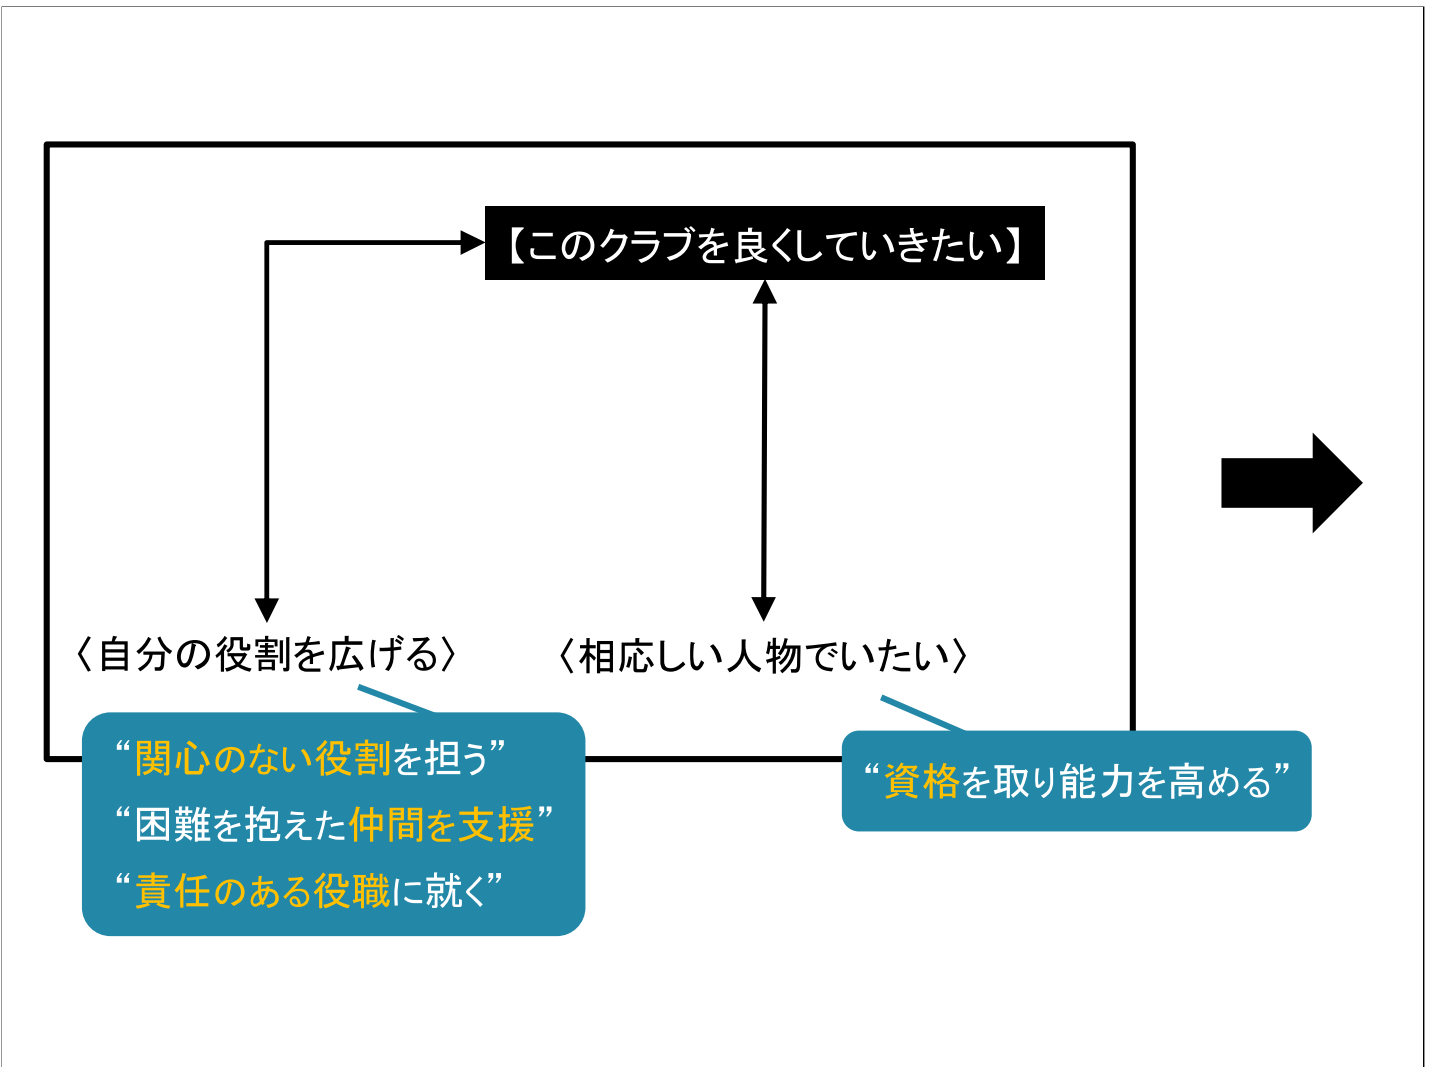 【このクラブを良くしていきたい】
〈自分の役割を広げる〉
〈相応しい人物でいたい〉
“関心のない役割を担う”
“困難を抱えた仲間を支援”
“責任のある役職に就く”
“資格を取り能力を高める”